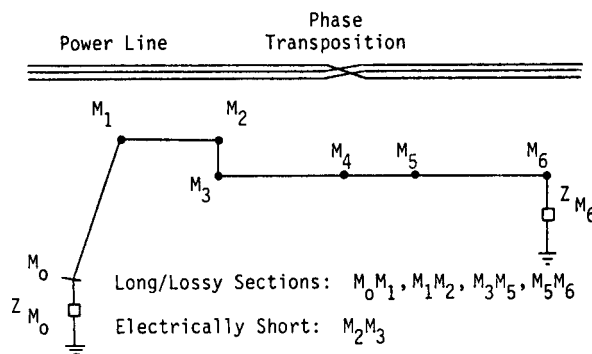 Phase
Power Line Transposition
M1 M2
M3 M4 M5 M6
Z M6
Mo
Z Mo
Long/Lossy Sections: MoM1, M1M2, M3M5, M5M6
Electrically Short: M2M3